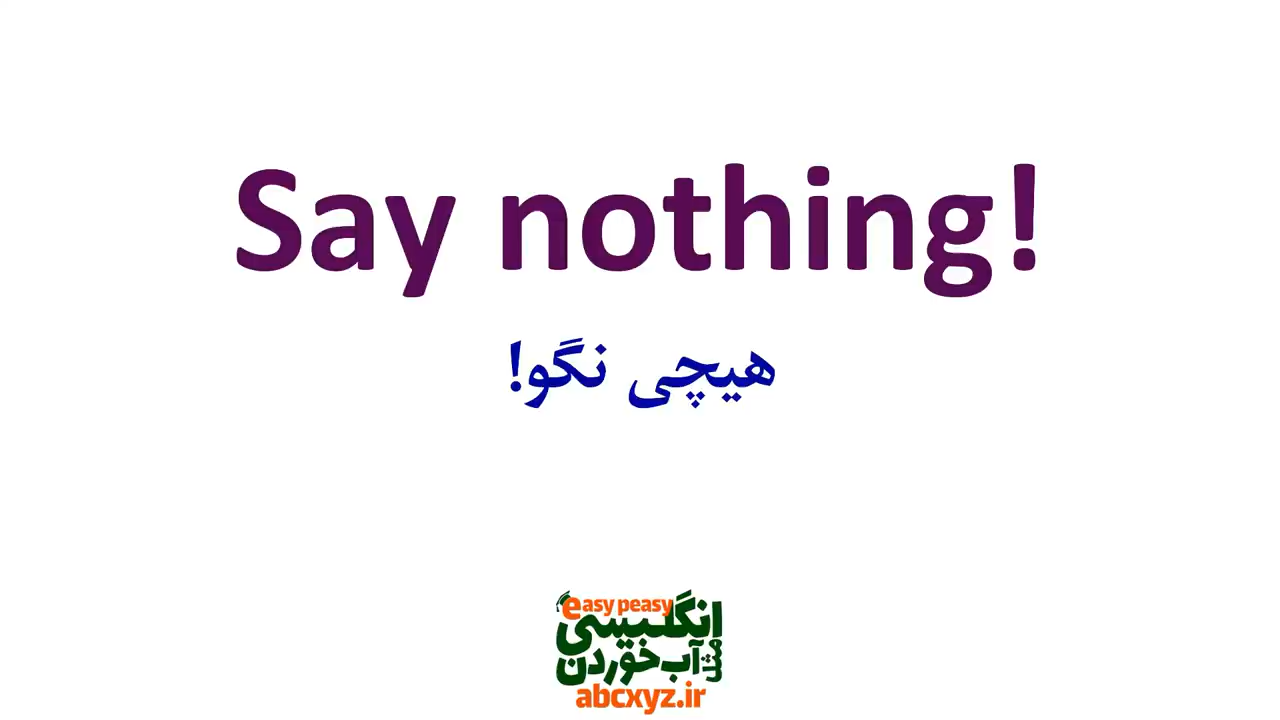 Say nothing!
هیچی نگو!
easy peasy
انگلیسی
مثل آب خوردن
abcxyz.ir